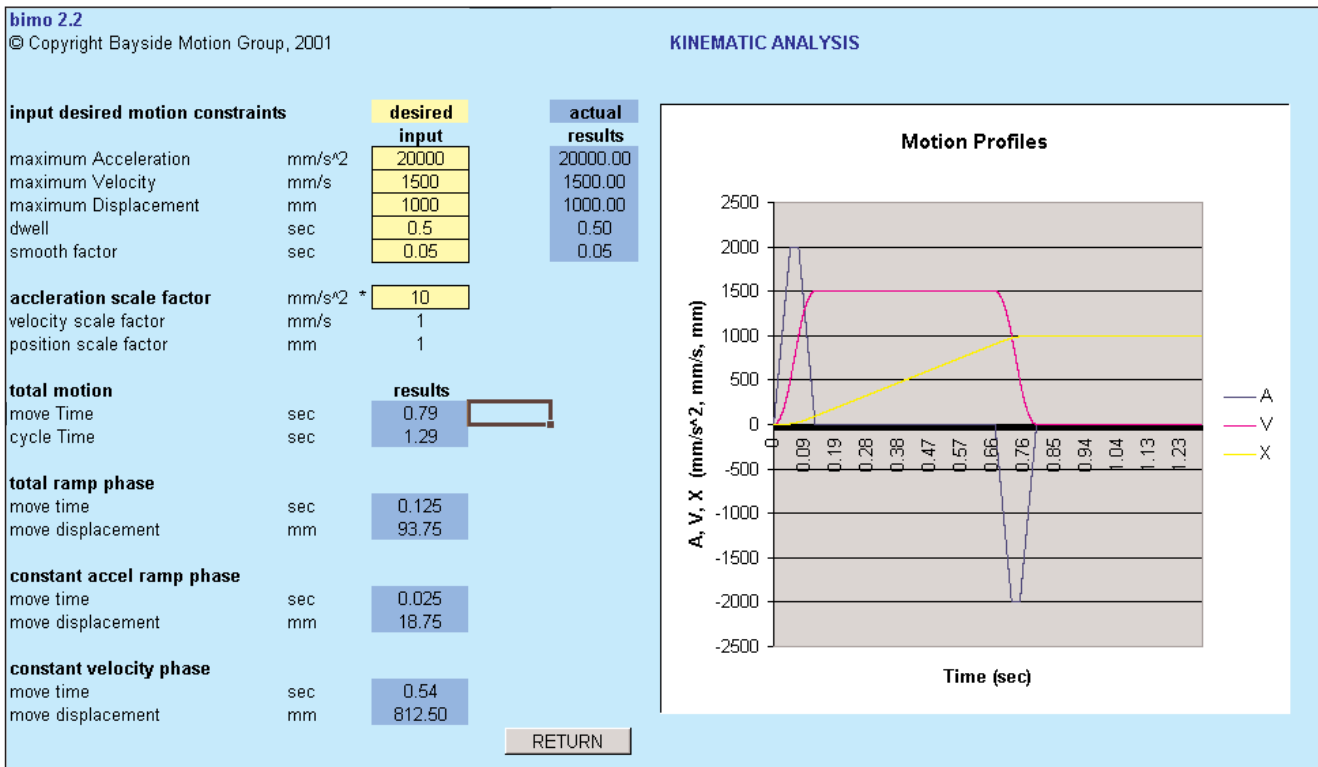 bimo 2.2
© Copyright Bayside Motion Group, 2001
KINEMATIC ANALYSIS
input desired motion constraints desired actual
input results
maximum Acceleration mm/s^2 20000 20000.00
maximum Velocity mm/s 1500 1500.00
maximum Displacement mm 1000 1000.00
dwell sec 0.5 0.50
smooth factor sec 0.05 0.05
accleration scale factor mm/s^2 * 10
velocity scale factor mm/s 1
position scale factor mm 1
total motion results
move Time sec 0.79
cycle Time sec 1.29
total ramp phase
move time sec 0.125
move displacement mm 93.75
constant accel ramp phase
move time sec 0.025
move displacement mm 18.75
constant velocity phase
move time sec 0.54
move displacement mm 812.50
RETURN
Motion Profiles
A, V, X (mm/s^2, mm/s, mm)
2500
2000
1500
1000
500
0
-500
-1000
-1500
-2000
-2500
0 0.09 0.19 0.28 0.38 0.47 0.57 0.66 0.76 0.85 0.94 1.04 1.13 1.23
Time (sec)
A
V
X